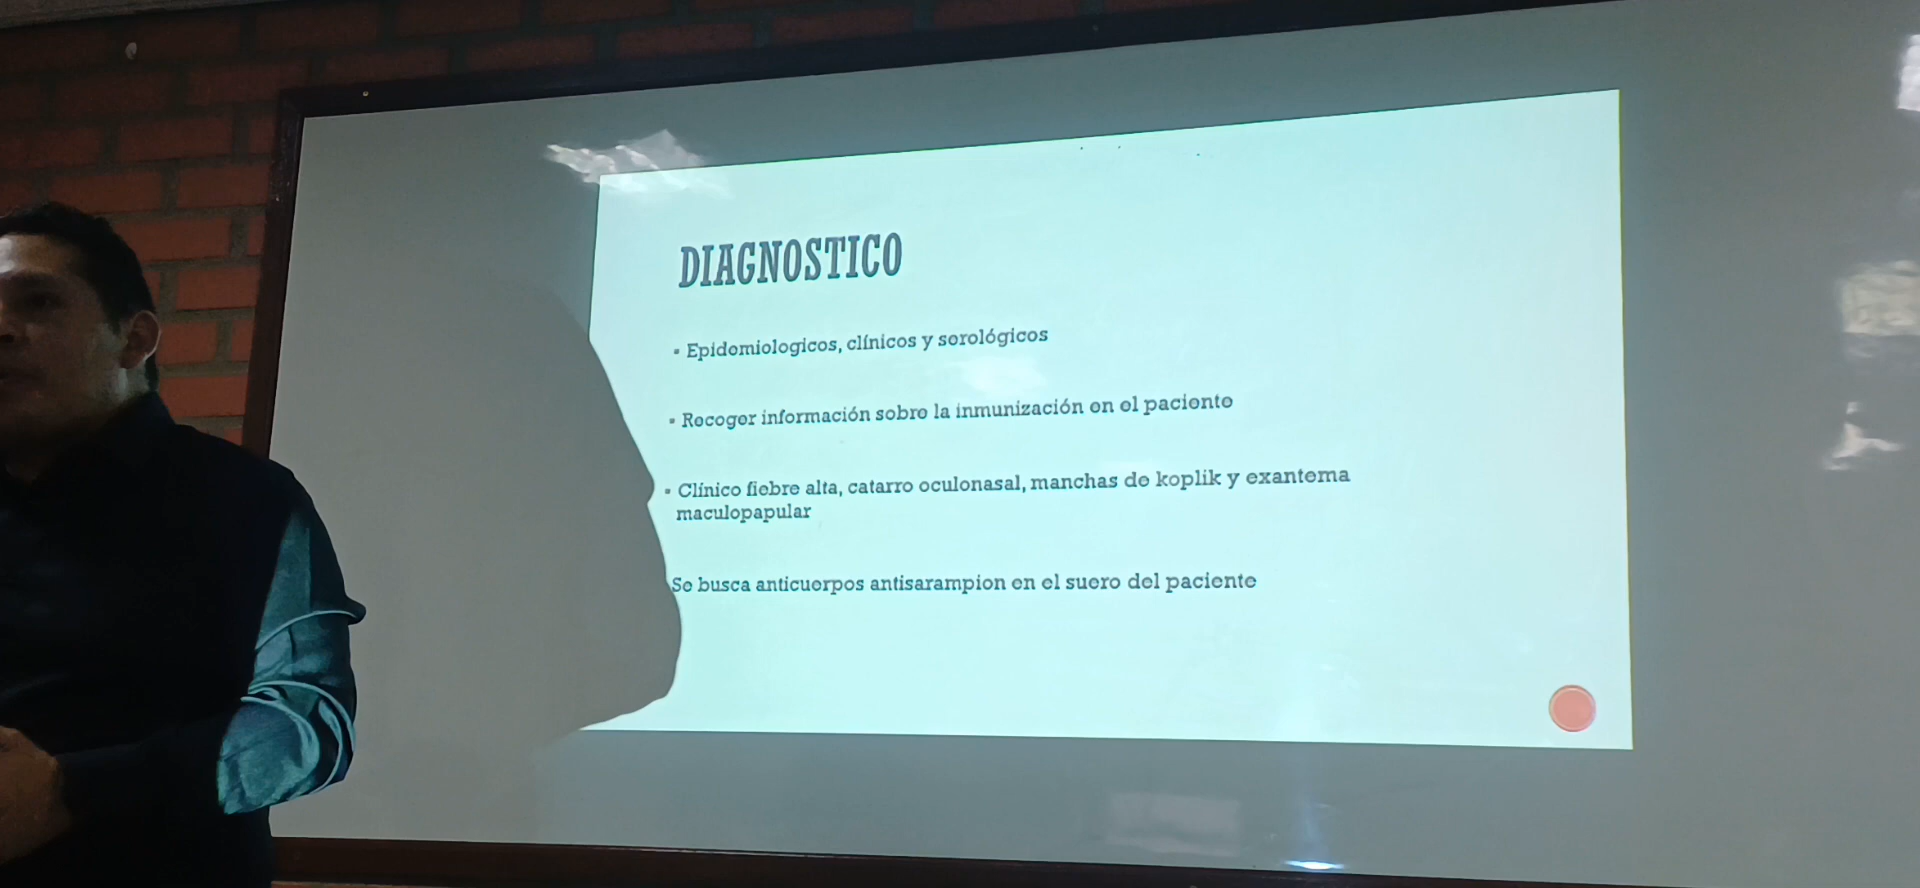 DIAGNOSTICO
▪ Epidemiologicos, clínicos y serológicos
▪ Recoger información sobre la inmunización en el paciente
▪ Clínico fiebre alta, catarro oculonasal, manchas de koplik y exantema
maculopapular
Se busca anticuerpos antisarampion en el suero del paciente